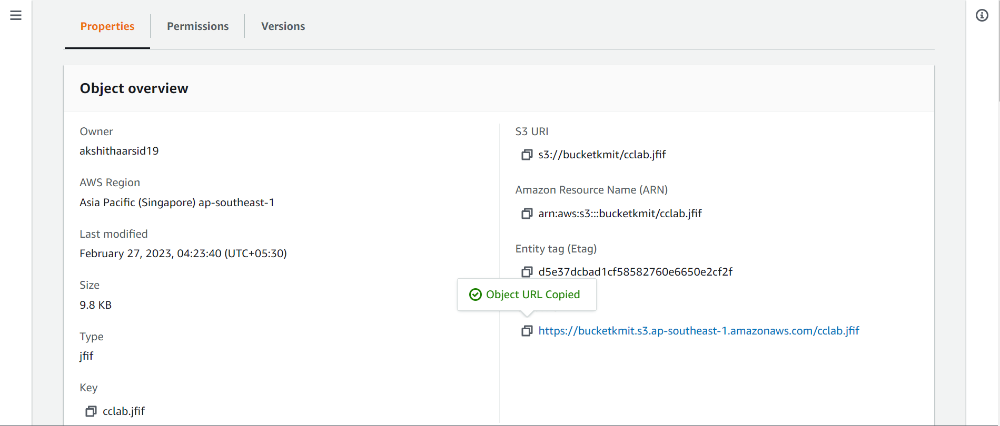 Properties
Permissions
Versions
Object overview
Owner
akshithaarsid19
AWS Region
Asia Pacific (Singapore) ap-southeast-1
Last modified
February 27, 2023, 04:23:40 (UTC+05:30)
Size
9.8 KB
Type
jfif
Key
cclab.jfif
S3 URI
s3://bucketkmit/cclab.jfif
Amazon Resource Name (ARN)
arn:aws:s3:::bucketkmit/cclab.jfif
Entity tag (Etag)
d5e37dcbad1cf58582760e6650e2cf2f
Object URL Copied
https://bucketkmit.s3.ap-southeast-1.amazonaws.com/cclab.jfif